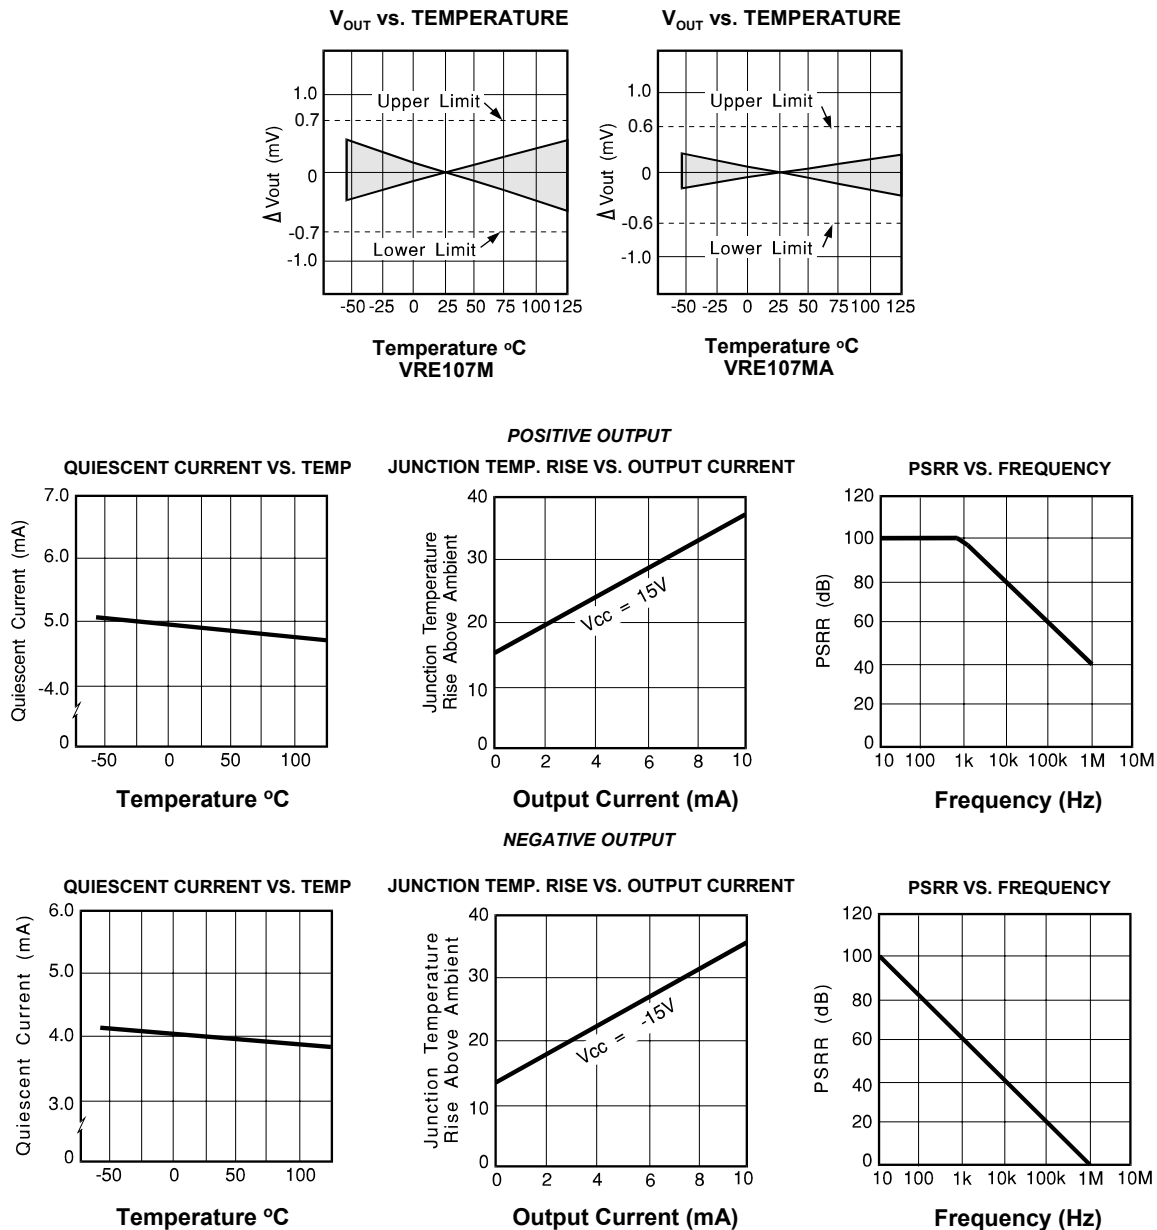 V_OUT vs. TEMPERATURE
Δ Vout (mV)
1.0
0.7
0
-0.7
-1.0
Upper Limit
Lower Limit
-50 -25 0 25 50 75 100 125
Temperature °C
VRE107M
V_OUT vs. TEMPERATURE
Δ Vout (mV)
1.0
0.6
0
-0.6
-1.0
Upper Limit
Lower Limit
-50 -25 0 25 50 75 100 125
Temperature °C
VRE107MA
POSITIVE OUTPUT
QUIESCENT CURRENT VS. TEMP
Quiescent Current (mA)
7.0
6.0
5.0
-4.0
0
-50 0 50 100
Temperature °C
JUNCTION TEMP. RISE VS. OUTPUT CURRENT
Junction Temperature
Rise Above Ambient
40
30
20
10
0
Vcc = 15V
0 2 4 6 8 10
Output Current (mA)
PSRR VS. FREQUENCY
PSRR (dB)
120
100
80
60
40
20
0
10 100 1k 10k 100k 1M 10M
Frequency (Hz)
NEGATIVE OUTPUT
QUIESCENT CURRENT VS. TEMP
Quiescent Current (mA)
6.0
5.0
4.0
3.0
0
-50 0 50 100
Temperature °C
JUNCTION TEMP. RISE VS. OUTPUT CURRENT
Junction Temperature
Rise Above Ambient
40
30
20
10
0
Vcc = -15V
0 2 4 6 8 10
Output Current (mA)
PSRR VS. FREQUENCY
PSRR (dB)
120
100
80
60
40
20
0
10 100 1k 10k 100k 1M 10M
Frequency (Hz)